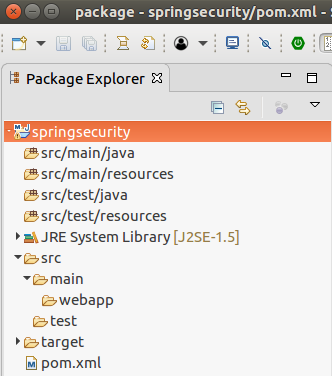 package - springsecurity/pom.xml -
Package Explorer
springsecurity
src/main/java
src/main/resources
src/test/java
src/test/resources
JRE System Library [J2SE-1.5]
src
main
webapp
test
target
pom.xml